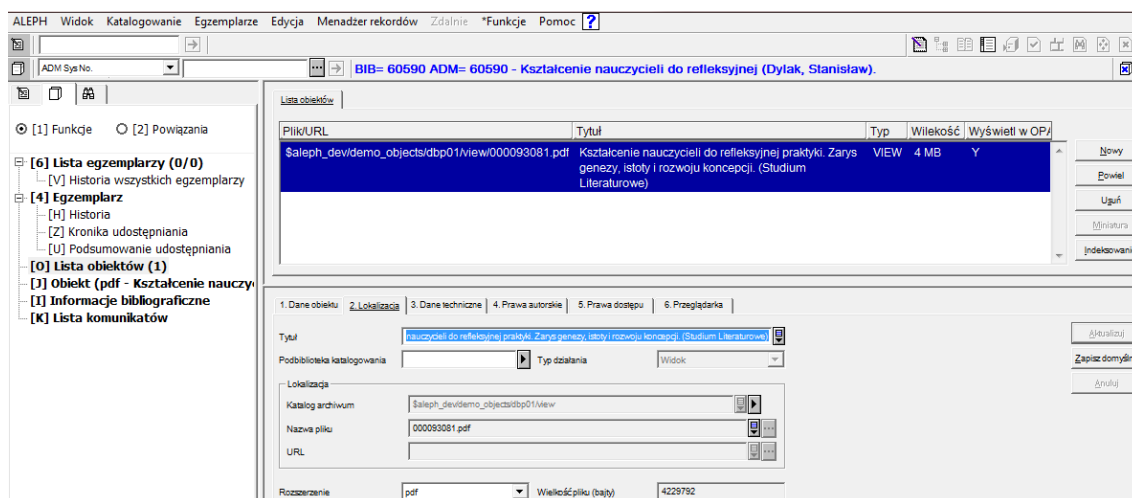 ALEPH Widok Katalogowanie Egzemplarze Edycja Menadżer rekordów Zdalnie *Funkcje Pomoc ?
ADM Sys No. ... BIB= 60590 ADM= 60590 - Kształcenie nauczycieli do refleksyjnej (Dylak, Stanisław).
[1] Funkcje [2] Powiązania
[6] Lista egzemplarzy (0/0)
[V] Historia wszystkich egzemplarzy
[4] Egzemplarz
[H] Historia
[Z] Kronika udostępniania
[U] Podsumowanie udostępniania
[O] Lista obiektów (1)
[J] Obiekt (pdf - Kształcenie nauczy
[I] Informacje bibliograficzne
[K] Lista komunikatów
Lista obiektów
Plik/URL Tytuł Typ Wilekość Wyświetl w OPA
$aleph_dev/demo_objects/dbp01/view/000093081.pdf Kształcenie nauczycieli do refleksyjnej praktyki. Zarys VIEW 4 MB Y
genezy, istoty i rozwoju koncepcji. (Studium
Literaturowe)
Nowy
Powiel
Usuń
Miniatura
Indeksowani
1. Dane obiektu 2. Lokalizacja 3. Dane techniczne 4. Prawa autorskie 5. Prawa dostępu 6. Przeglądarka
Tytuł nauczycieli do refleksyjnej praktyki. Zarys genezy, istoty i rozwoju koncepcji. (Studium Literaturowe)
Podbiblioteka katalogowania Typ działania Widok
Lokalizacja
Katalog archiwum $aleph_dev/demo_objects/dbp01/view
Nazwa pliku 000093081.pdf ...
URL ...
Rozszerzenie pdf Wielkość pliku (bajty) 4229792
Aktualizuj
Zapisz domyśln
Anuluj